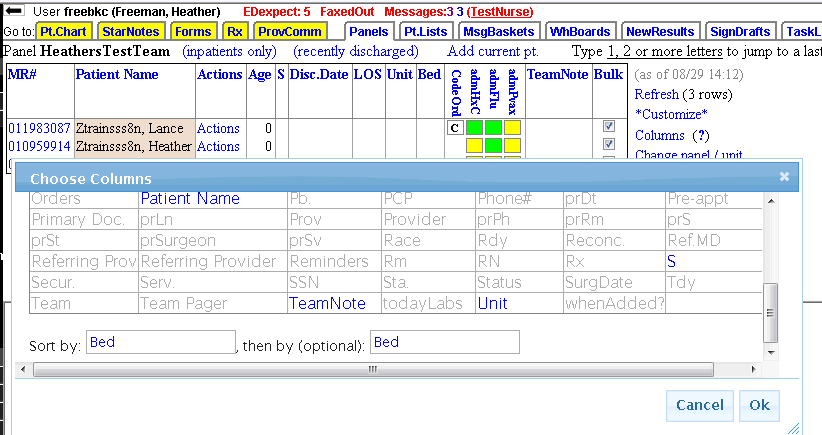 User freebkc (Freeman, Heather) EDexpect: 5 FaxedOut Messages:3 3 (TestNurse)
Go to: Pt.Chart StarNotes Forms Rx ProvComm Panels Pt.Lists MsgBaskets WhBoards NewResults SignDrafts TaskL
Panel HeathersTestTeam (inpatients only) (recently discharged) Add current pt. Type 1, 2 or more letters to jump to a last
MR# Patient Name Actions Age S Disc.Date LOS Unit Bed CodeOrd admHxC admFlu admPvax TeamNote Bulk
(as of 08/29 14:12)
Refresh (3 rows)
*Customize*
011983087 Ztrainsss8n, Lance Actions 0 C
Columns (?)
010959914 Ztrainsss8n, Heather Actions 0
Change panel / unit
Choose Columns
Orders Patient Name Pb. PCP Phone# prDt Pre-appt
Primary Doc. prLn Prov Provider prPh prRm prS
prSt prSurgeon prSv Race Rdy Reconc. Ref.MD
Referring Prov Referring Provider Reminders Rm RN Rx S
Secur. Serv. SSN Sta. Status SurgDate Tdy
Team Team Pager TeamNote todayLabs Unit whenAdded?
Sort by: Bed , then by (optional): Bed
Cancel Ok